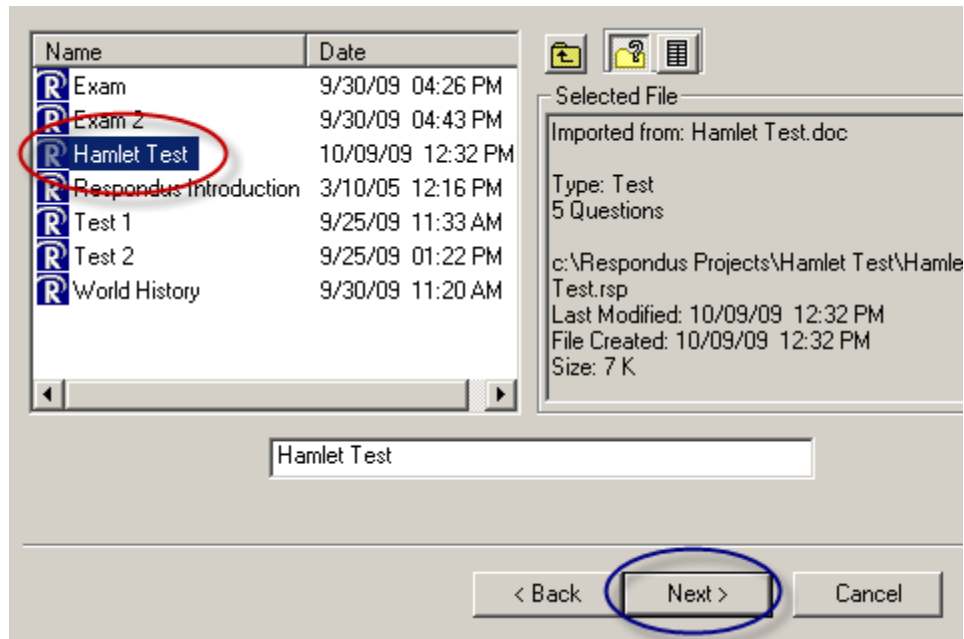 Name Date
Exam 9/30/09 04:26 PM
Exam 2 9/30/09 04:43 PM
Hamlet Test 10/09/09 12:32 PM
Respondus Introduction 3/10/05 12:16 PM
Test 1 9/25/09 11:33 AM
Test 2 9/25/09 01:22 PM
World History 9/30/09 11:20 AM
Selected File
Imported from: Hamlet Test.doc
Type: Test
5 Questions
c:\Respondus Projects\Hamlet Test\Hamle
Test.rsp
Last Modified: 10/09/09 12:32 PM
File Created: 10/09/09 12:32 PM
Size: 7 K
Hamlet Test
< Back Next > Cancel